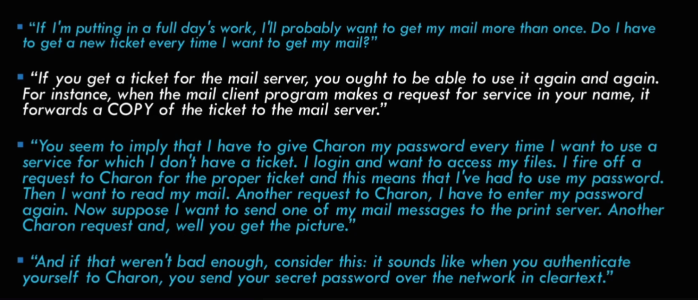 ▪ “If I'm putting in a full day's work, I'll probably want to get my mail more than once. Do I have
to get a new ticket every time I want to get my mail?”
▪ “If you get a ticket for the mail server, you ought to be able to use it again and again.
For instance, when the mail client program makes a request for service in your name, it
forwards a COPY of the ticket to the mail server.”
▪ “You seem to imply that I have to give Charon my password every time I want to use a
service for which I don't have a ticket. I login and want to access my files. I fire off a
request to Charon for the proper ticket and this means that I've had to use my password.
Then I want to read my mail. Another request to Charon, I have to enter my password
again. Now suppose I want to send one of my mail messages to the print server. Another
Charon request and, well you get the picture.”
▪ “And if that weren't bad enough, consider this: it sounds like when you authenticate
yourself to Charon, you send your secret password over the network in cleartext.”